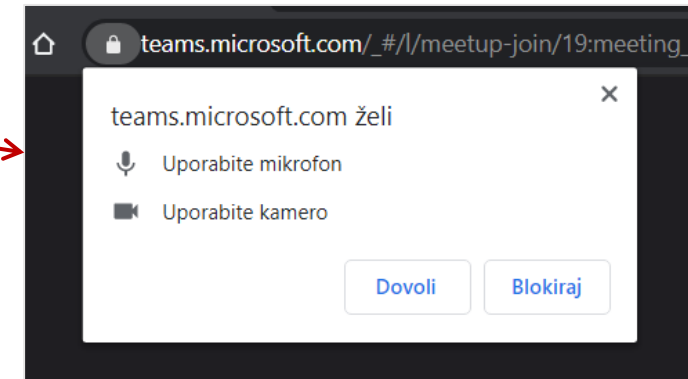 teams.microsoft.com/_#/l/meetup-join/19:meeting_
teams.microsoft.com želi
Uporabite mikrofon
Uporabite kamero
Dovoli Blokiraj